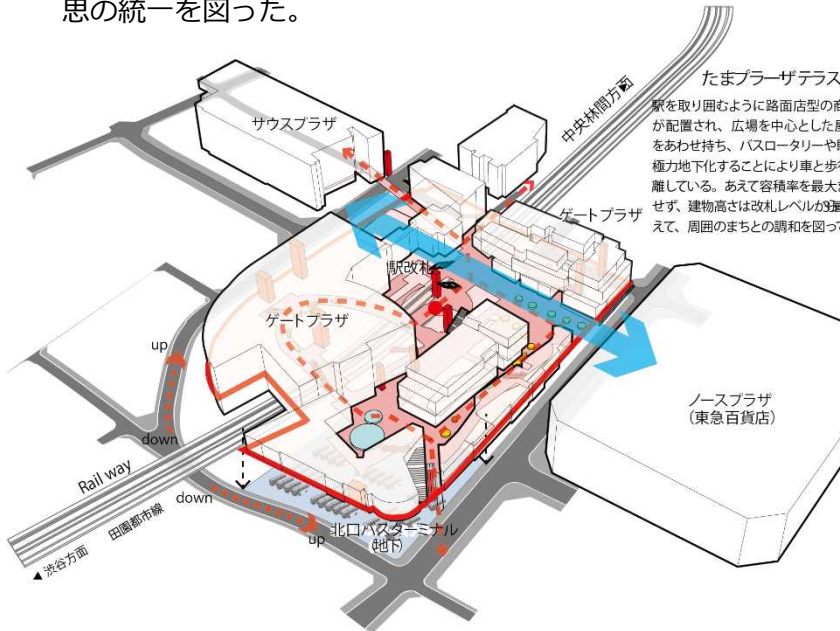 思の統一を図った。
たまプラーザテラス
駅を取り囲むように路面店型の
が配置され、広場を中心とした
をあわせ持ち、バスロータリーや
極力地下化することにより車と歩
離している。あえて容積率を最大
せず、建物高さは改札レベルから
えて、周囲のまちとの調和を図っ
中央林間方面▶
サウスプラザ
ゲートプラザ
駅改札
ゲートプラザ
up
ノースプラザ
(東急百貨店)
down
Rail way
down
田園都市線
up
北口バスターミナル
(地下)
▲渋谷方面